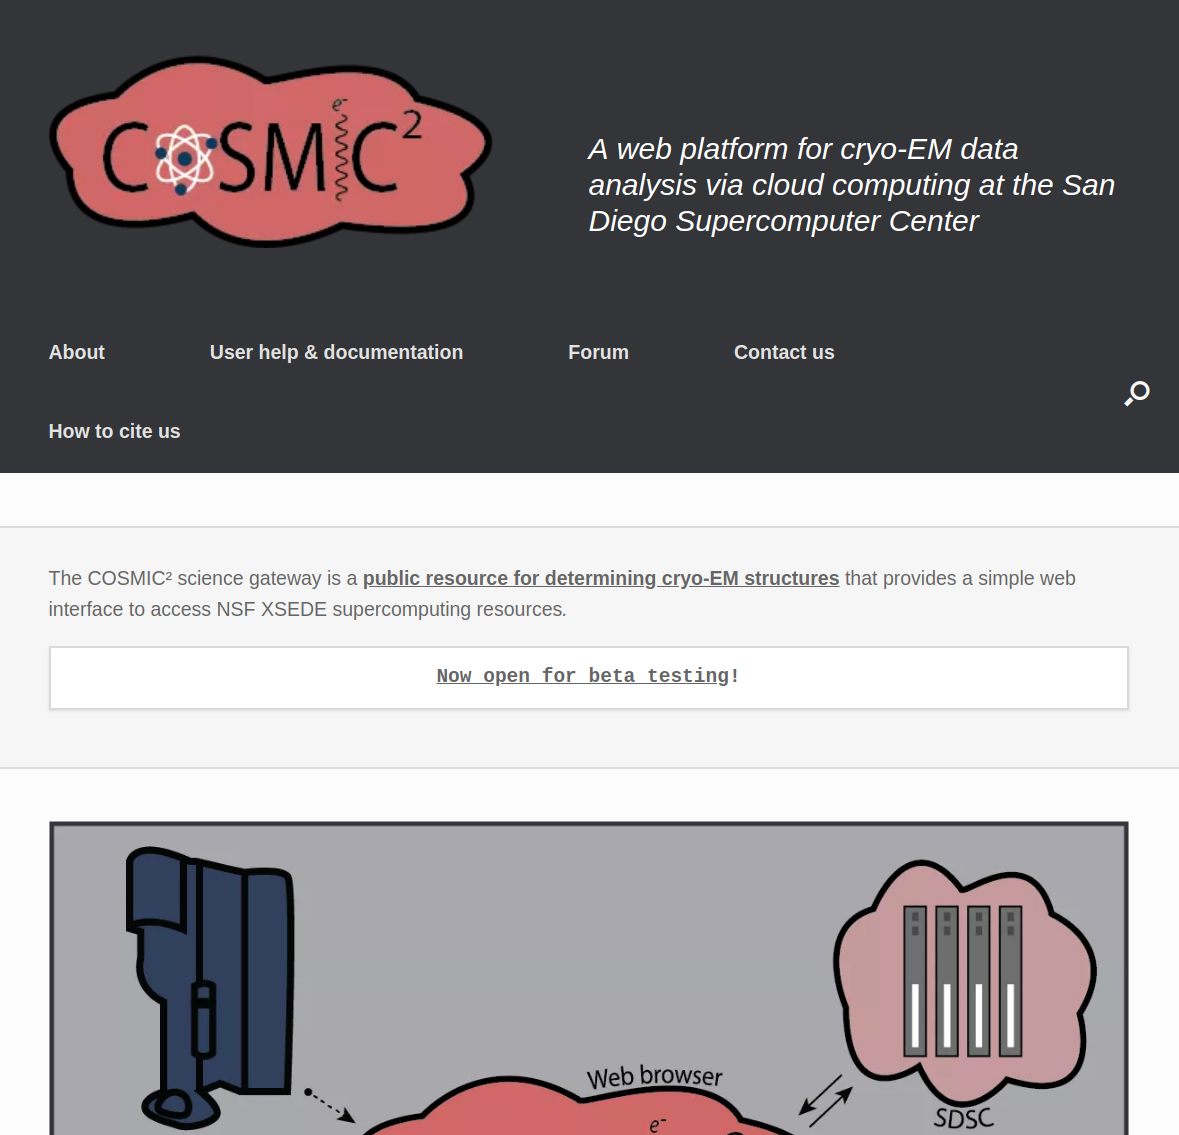 COSMIC²
e-
A web platform for cryo-EM data
analysis via cloud computing at the San
Diego Supercomputer Center
About
User help & documentation
Forum
Contact us
How to cite us
The COSMIC² science gateway is a public resource for determining cryo-EM structures that provides a simple web
interface to access NSF XSEDE supercomputing resources.
Now open for beta testing!
Web browser
e-
SDSC